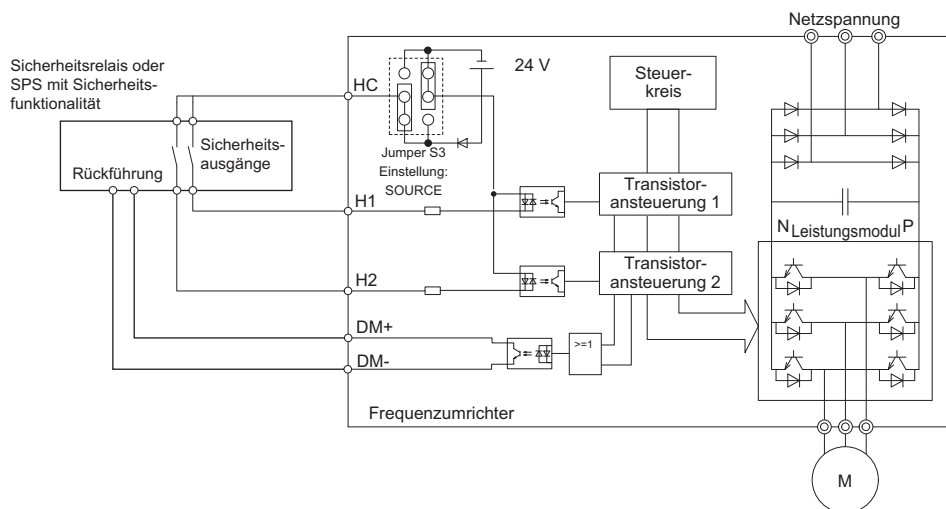 Netzspannung
Sicherheitsrelais oder
SPS mit Sicherheits-
funktionalität
HC
24 V
Steuer-
kreis
Sicherheits-
ausgänge
Rückführung
Jumper S3
Einstellung:
SOURCE
H1
Transistor-
ansteuerung 1
N Leistungsmodul P
H2
Transistor-
ansteuerung 2
DM+
>=1
DM-
Frequenzumrichter
M